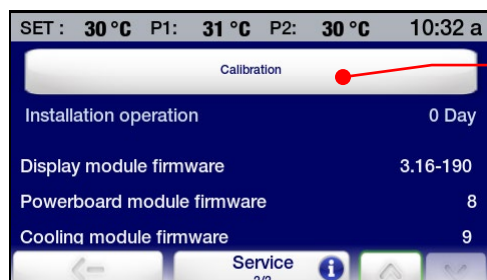 SET : 30 °C P1: 31 °C P2: 30 °C 10:32 a
Calibration
Installation operation 0 Day
Display module firmware 3.16-190
Powerboard module firmware 8
Cooling module firmware 9
Service